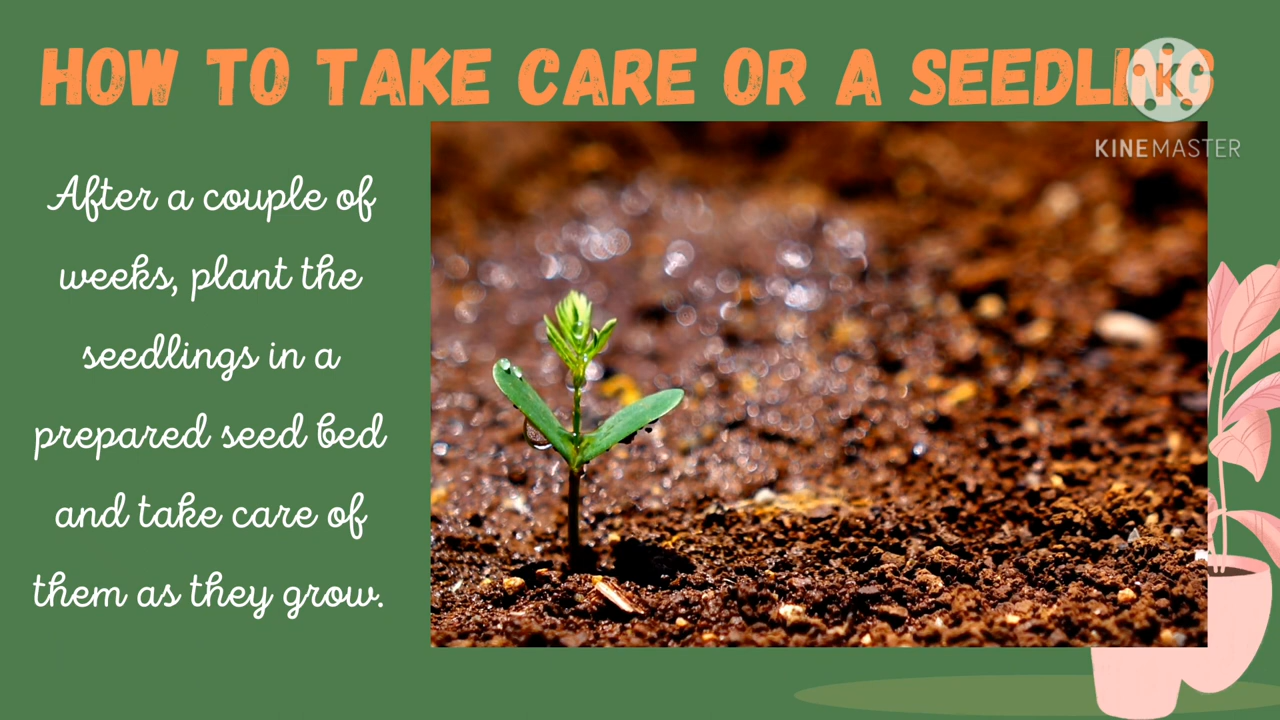 HOW TO TAKE CARE OR A SEEDLING
K
KINEMASTER
After a couple of
weeks, plant the
seedlings in a
prepared seed bed
and take care of
them as they grow.